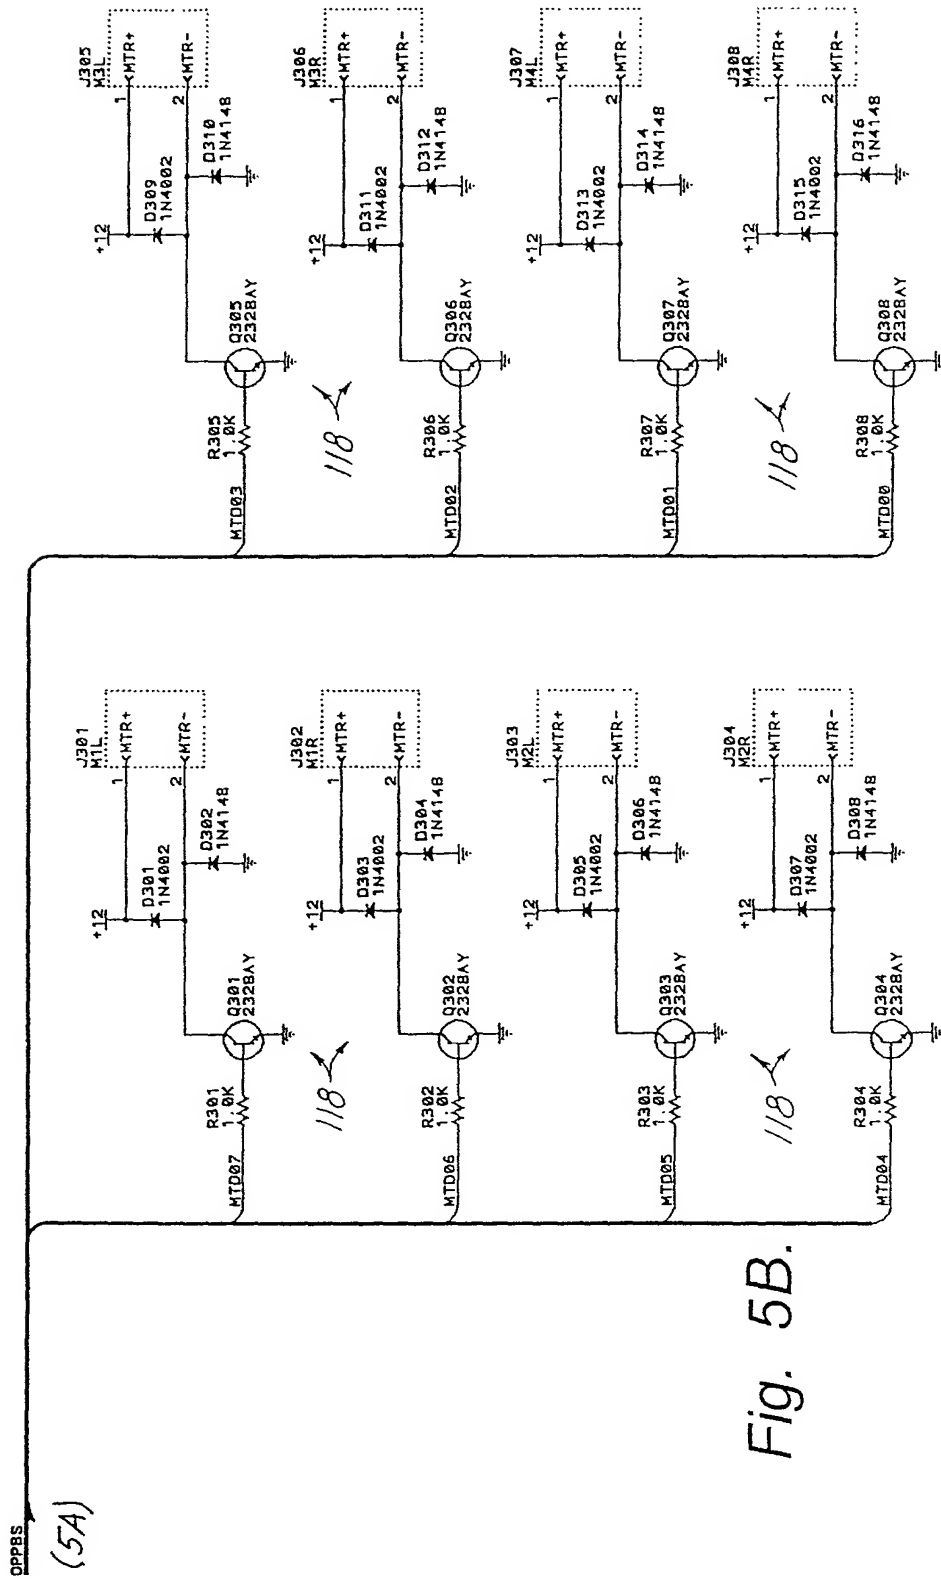 OPPBS
(5A)
MTD07
R301
1.0K
Q301
2328AY
+12
D301
1N4002
D302
1N4148
1
2
J301
M1L
MTR+
MTR-
118
MTD06
R302
1.0K
Q302
2328AY
+12
D303
1N4002
D304
1N4148
1
2
J302
M1R
MTR+
MTR-
MTD05
R303
1.0K
Q303
2328AY
+12
D305
1N4002
D306
1N4148
1
2
J303
M2L
MTR+
MTR-
118
MTD04
R304
1.0K
Q304
2328AY
+12
D307
1N4002
D308
1N4148
1
2
J304
M2R
MTR+
MTR-
MTD03
R305
1.0K
Q305
2328AY
+12
D309
1N4002
D310
1N4148
1
2
J305
M3L
MTR+
MTR-
118
MTD02
R306
1.0K
Q306
2328AY
+12
D311
1N4002
D312
1N4148
1
2
J306
M3R
MTR+
MTR-
MTD01
R307
1.0K
Q307
2328AY
+12
D313
1N4002
D314
1N4148
1
2
J307
M4L
MTR+
MTR-
118
MTD00
R308
1.0K
Q308
2328AY
+12
D315
1N4002
D316
1N4148
1
2
J308
M4R
MTR+
MTR-
Fig. 5B.